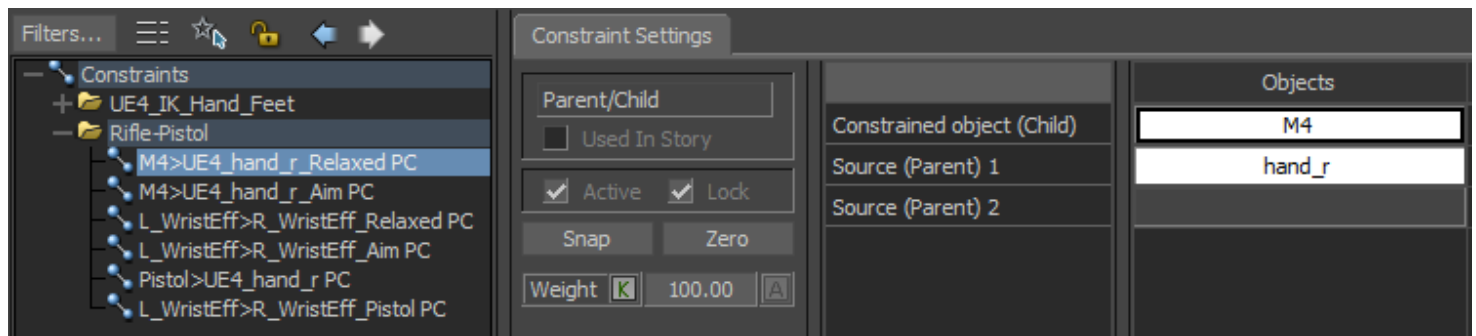 Filters...
Constraints
UE4_IK_Hand_Feet
Rifle-Pistol
M4>UE4_hand_r_Relaxed PC
M4>UE4_hand_r_Aim PC
L_WristEff>R_WristEff_Relaxed PC
L_WristEff>R_WristEff_Aim PC
Pistol>UE4_hand_r PC
L_WristEff>R_WristEff_Pistol PC
Constraint Settings
Parent/Child
Used In Story
Active Lock
Snap Zero
Weight K 100.00 A
Objects
Constrained object (Child) M4
Source (Parent) 1 hand_r
Source (Parent) 2